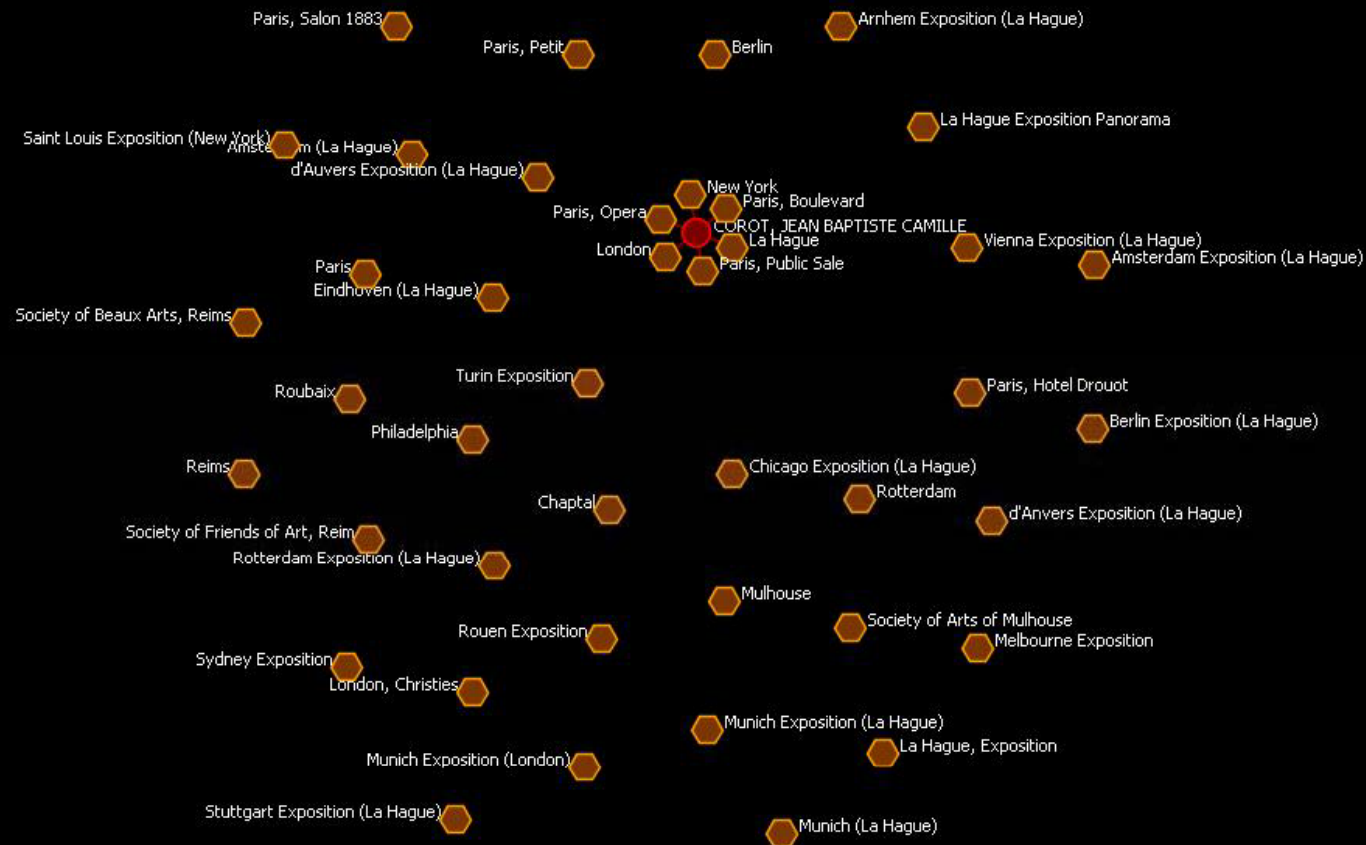 Paris, Salon 1883
Arnhem Exposition (La Hague)
Paris, Petit
Berlin
La Hague Exposition Panorama
Saint Louis Exposition (New York)
Amsterdam (La Hague)
d'Auvers Exposition (La Hague)
New York
Paris, Boulevard
Paris, Opera
COROT, JEAN BAPTISTE CAMILLE
La Hague
London
Paris, Public Sale
Vienna Exposition (La Hague)
Amsterdam Exposition (La Hague)
Paris
Eindhoven (La Hague)
Society of Beaux Arts, Reims
Turin Exposition
Roubaix
Paris, Hotel Drouot
Philadelphia
Berlin Exposition (La Hague)
Reims
Chicago Exposition (La Hague)
Rotterdam
Chaptal
d'Anvers Exposition (La Hague)
Society of Friends of Art, Reim
Rotterdam Exposition (La Hague)
Mulhouse
Society of Arts of Mulhouse
Rouen Exposition
Melbourne Exposition
Sydney Exposition
London, Christies
Munich Exposition (La Hague)
La Hague, Exposition
Munich Exposition (London)
Stuttgart Exposition (La Hague)
Munich (La Hague)